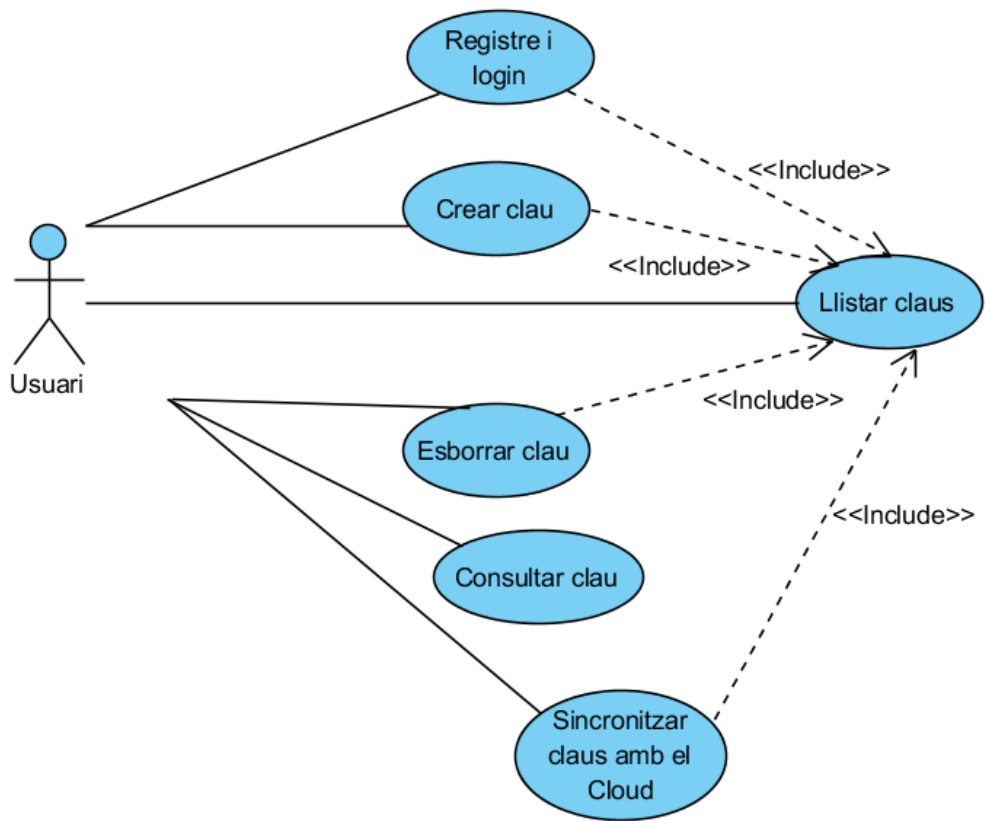 Registre i
login
<<Include>>
Crear clau
<<Include>>
Llistar claus
Usuari
<<Include>>
Esborrar clau
<<Include>>
Consultar clau
Sincronitzar
claus amb el
Cloud